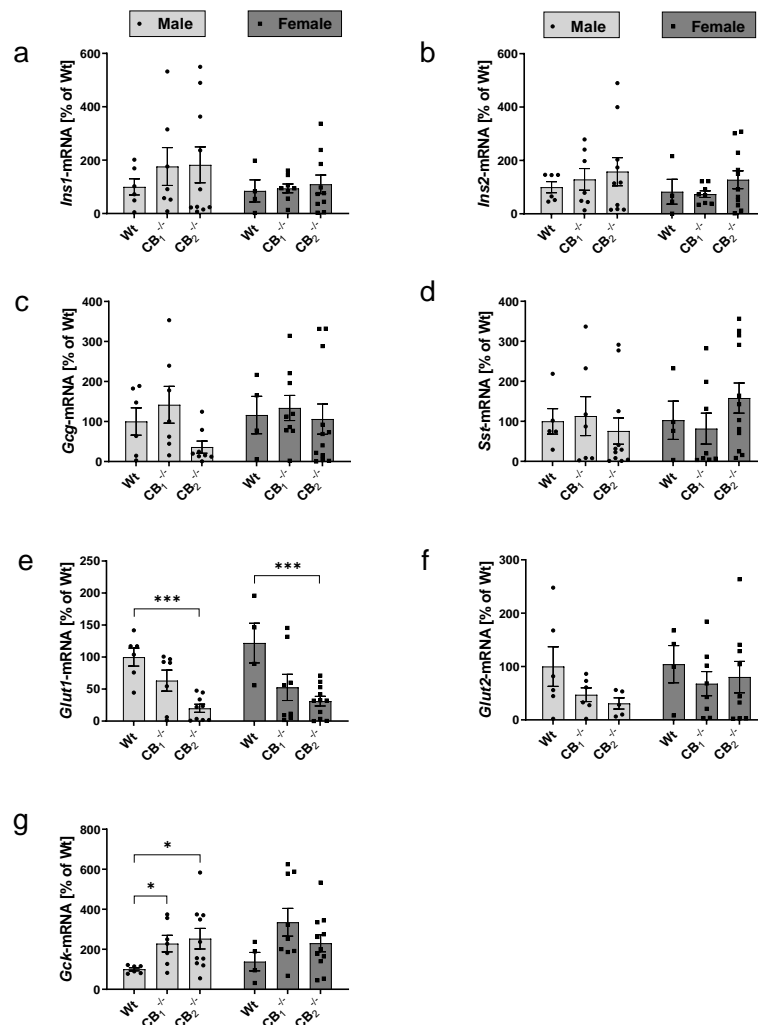 Male Female Male Female
a
Ins1-mRNA [% of Wt]
600
400
200
0
Wt CB₁⁻/⁻ CB₂⁻/⁻ Wt CB₁⁻/⁻ CB₂⁻/⁻
b
Ins2-mRNA [% of Wt]
600
400
200
0
Wt CB₁⁻/⁻ CB₂⁻/⁻ Wt CB₁⁻/⁻ CB₂⁻/⁻
c
Gcg-mRNA [% of Wt]
400
300
200
100
0
Wt CB₁⁻/⁻ CB₂⁻/⁻ Wt CB₁⁻/⁻ CB₂⁻/⁻
d
Sst-mRNA [% of Wt]
400
300
200
100
0
Wt CB₁⁻/⁻ CB₂⁻/⁻ Wt CB₁⁻/⁻ CB₂⁻/⁻
e
Glut1-mRNA [% of Wt]
250
200
150
100
50
0
*** ***
Wt CB₁⁻/⁻ CB₂⁻/⁻ Wt CB₁⁻/⁻ CB₂⁻/⁻
f
Glut2-mRNA [% of Wt]
300
200
100
0
Wt CB₁⁻/⁻ CB₂⁻/⁻ Wt CB₁⁻/⁻ CB₂⁻/⁻
g
Gck-mRNA [% of Wt]
800
600
400
200
0
*
*
Wt CB₁⁻/⁻ CB₂⁻/⁻ Wt CB₁⁻/⁻ CB₂⁻/⁻